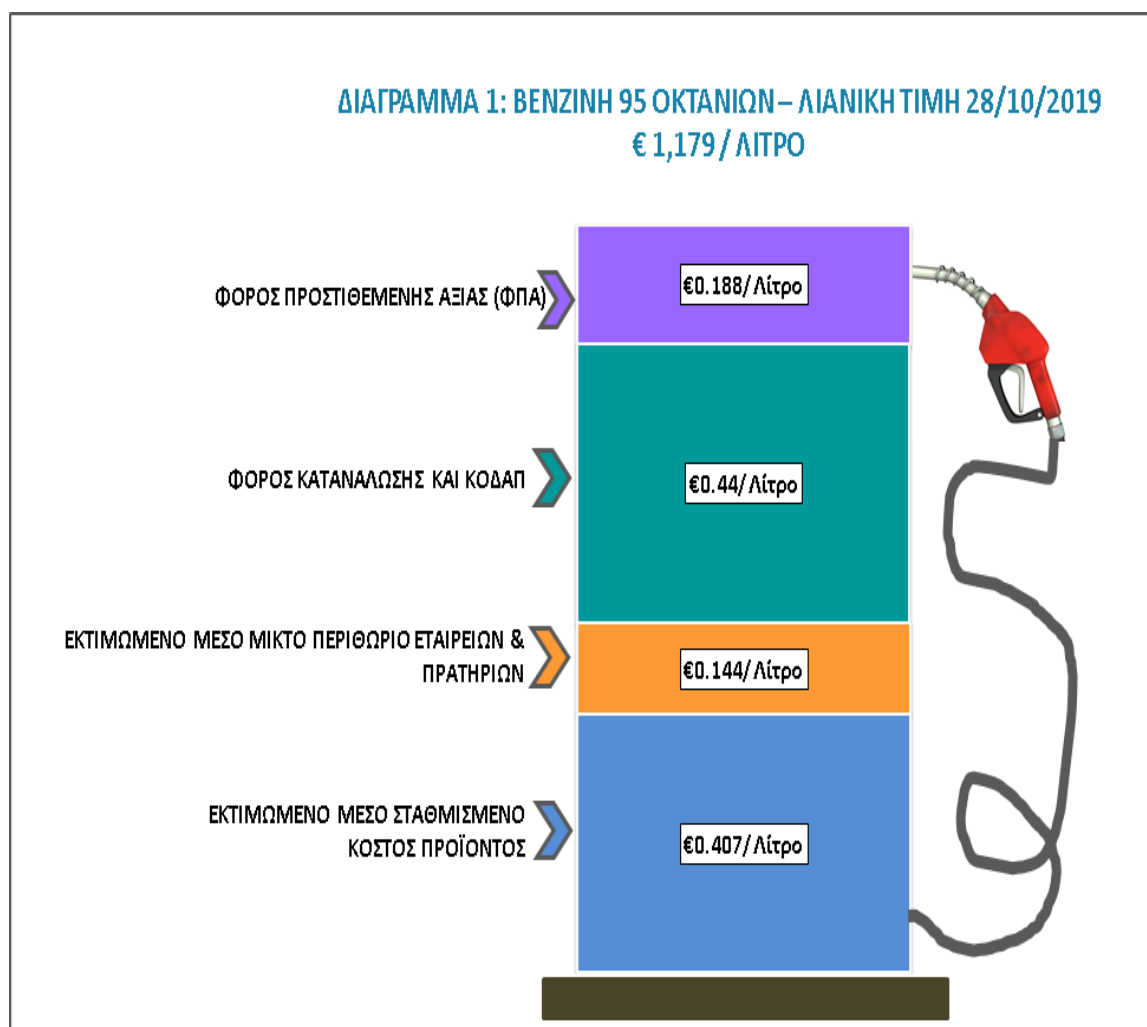 ΔΙΑΓΡΑΜΜΑ 1: ΒΕΝΖΙΝΗ 95 ΟΚΤΑΝΙΩΝ – ΛΙΑΝΙΚΗ ΤΙΜΗ 28/10/2019
€ 1,179 / ΛΙΤΡΟ
ΦΟΡΟΣ ΠΡΟΣΤΙΘΕΜΕΝΗΣ ΑΞΙΑΣ (ΦΠΑ)
€0.188/ Λίτρο
ΦΟΡΟΣ ΚΑΤΑΝΑΛΩΣΗΣ ΚΑΙ ΚΟΔΑΠ
€0.44/ Λίτρο
ΕΚΤΙΜΩΜΕΝΟ ΜΕΣΟ ΜΙΚΤΟ ΠΕΡΙΘΩΡΙΟ ΕΤΑΙΡΕΙΩΝ &
ΠΡΑΤΗΡΙΩΝ
€0.144/ Λίτρο
ΕΚΤΙΜΩΜΕΝΟ ΜΕΣΟ ΣΤΑΘΜΙΣΜΕΝΟ
ΚΟΣΤΟΣ ΠΡΟΪΟΝΤΟΣ
€0.407/ Λίτρο